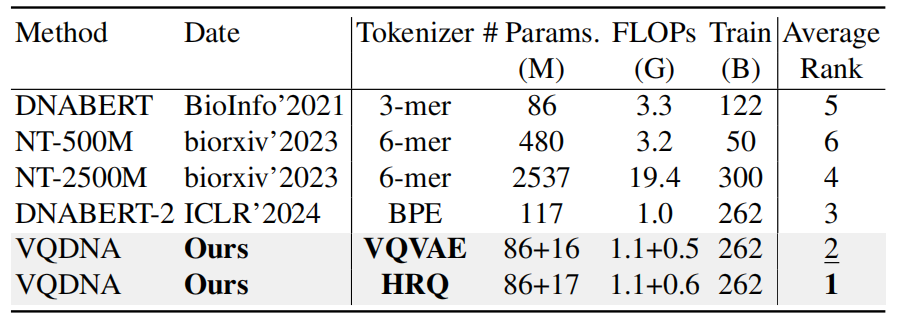 Method Date Tokenizer # Params. FLOPs Train Average
(M) (G) (B) Rank
DNABERT BioInfo'2021 3-mer 86 3.3 122 5
NT-500M biorxiv'2023 6-mer 480 3.2 50 6
NT-2500M biorxiv'2023 6-mer 2537 19.4 300 4
DNABERT-2 ICLR'2024 BPE 117 1.0 262 3
VQDNA Ours VQVAE 86+16 1.1+0.5 262 2
VQDNA Ours HRQ 86+17 1.1+0.6 262 1